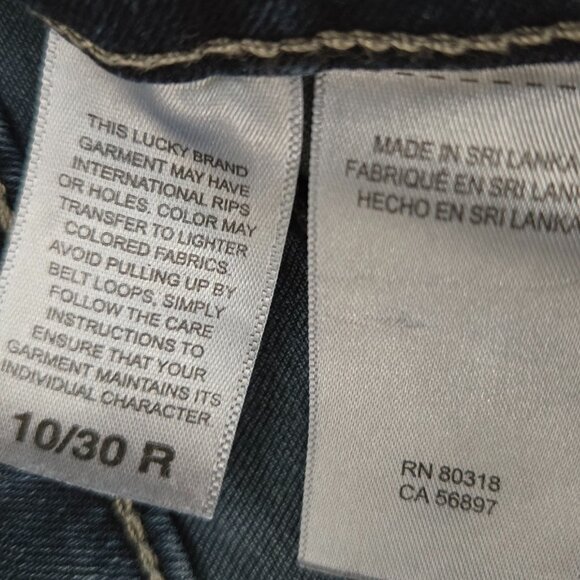 THIS LUCKY BRAND
GARMENT MAY HAVE
INTERNATIONAL RIPS
OR HOLES. COLOR MAY
TRANSFER TO LIGHTER
COLORED FABRICS.
AVOID PULLING UP BY
BELT LOOPS, SIMPLY
FOLLOW THE CARE
INSTRUCTIONS TO
ENSURE THAT YOUR
GARMENT MAINTAINS ITS
INDIVIDUAL CHARACTER
10/30 R
MADE IN SRI LANKA
FABRIQUÉ EN SRI LAN
HECHO EN SRI LANKA
RN 80318
CA 56897